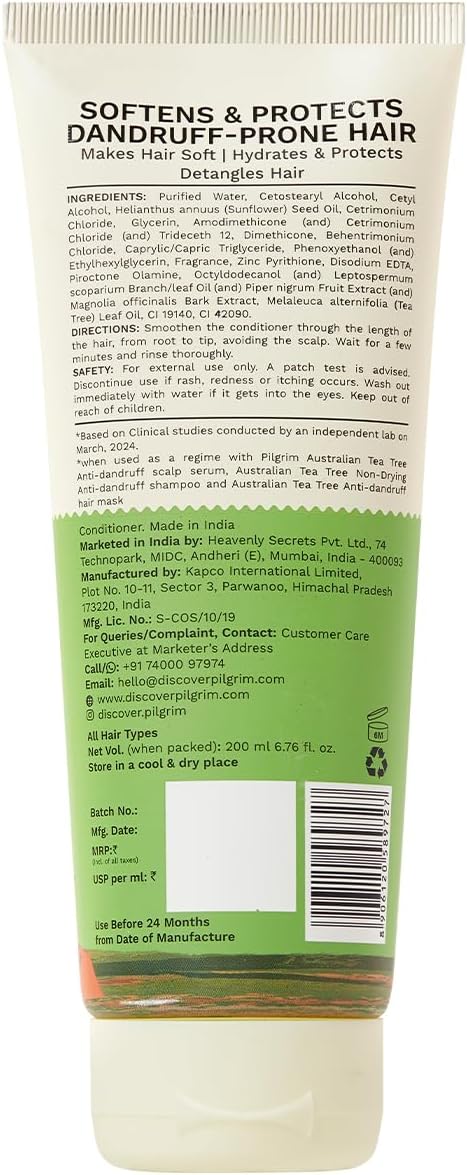 SOFTENS & PROTECTS
DANDRUFF-PRONE HAIR
Makes Hair Soft | Hydrates & Protects
Detangles Hair
INGREDIENTS: Purified Water, Cetostearyl Alcohol, Cetyl
Alcohol, Helianthus annuus (Sunflower) Seed Oil, Cetrimonium
Chloride, Glycerin, Amodimethicone (and) Cetrimonium
Chloride (and) Trideceth 12, Dimethicone, Behentrimonium
Chloride, Caprylic/Capric Triglyceride, Phenoxyethanol (and)
Ethylhexylglycerin, Fragrance, Zinc Pyrithione, Disodium EDTA,
Piroctone Olamine, Octyldodecanol (and) Leptospermum
scoparium Branch/leaf Oil (and) Piper nigrum Fruit Extract (and)
Magnolia officinalis Bark Extract, Melaleuca alternifolia (Tea
Tree) Leaf Oil, CI 19140, CI 42090.
DIRECTIONS: Smoothen the conditioner through the length of
the hair, from root to tip, avoiding the scalp. Wait for a few
minutes and rinse thoroughly.
SAFETY: For external use only. A patch test is advised.
Discontinue use if rash, redness or itching occurs. Wash out
immediately with water if it gets into the eyes. Keep out of
reach of children.
*Based on Clinical studies conducted by an independent lab on
March, 2024.
*when used as a regime with Pilgrim Australian Tea Tree
Anti-dandruff scalp serum, Australian Tea Tree Non-Drying
Anti-dandruff shampoo and Australian Tea Tree Anti-dandruff
hair mask
Conditioner. Made in India
Marketed in India by: Heavenly Secrets Pvt. Ltd., 74
Technopark, MIDC, Andheri (E), Mumbai, India - 400093
Manufactured by: Kapco International Limited,
Plot No. 10-11, Sector 3, Parwanoo, Himachal Pradesh
173220, India
Mfg. Lic. No.: S-COS/10/19
For Queries/Complaint, Contact: Customer Care
Executive at Marketer's Address
Call/: +91 74000 97974
Email: hello@discoverpilgrim.com
www.discoverpilgrim.com
discover.pilgrim
All Hair Types
Net Vol. (when packed): 200 ml 6.76 fl. oz.
Store in a cool & dry place
6M
Batch No.:
Mfg. Date:
MRP:₹
(Incl. of all taxes)
USP per ml: ₹
8906120589727
Use Before 24 Months
from Date of Manufacture